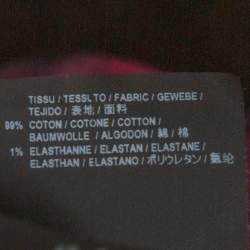 TISSU / TESSUTO / FABRIC / GEWEBE /
TEJIDO / 表地 / 面料
99% COTON / COTONE / COTTON /
BAUMWOLLE / ALGODON / 綿 / 棉
1% ELASTHANNE / ELASTAN / ELASTANE /
ELASTHAN / ELASTANO / ポリウレタン / 氨纶